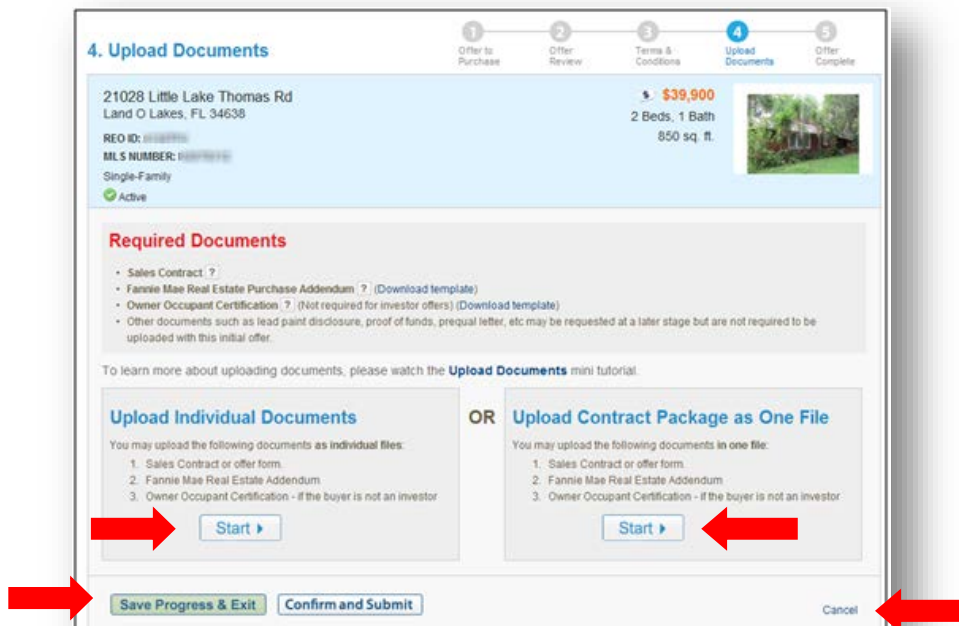 4. Upload Documents
1 2 3 4 5
Offer to Purchase
Offer Review
Terms & Conditions
Upload Documents
Offer Complete
21028 Little Lake Thomas Rd
Land O Lakes, FL 34638
REO ID:
MLS NUMBER:
Single-Family
Active
$ $39,900
2 Beds, 1 Bath
850 sq. ft.
Required Documents
• Sales Contract ?
• Fannie Mae Real Estate Purchase Addendum ? (Download template)
• Owner Occupant Certification ? (Not required for investor offers) (Download template)
• Other documents such as lead paint disclosure, proof of funds, prequal letter, etc may be requested at a later stage but are not required to be
uploaded with this initial offer.
To learn more about uploading documents, please watch the Upload Documents mini tutorial.
Upload Individual Documents
You may upload the following documents as individual files:
1. Sales Contract or offer form.
2. Fannie Mae Real Estate Addendum
3. Owner Occupant Certification - if the buyer is not an investor
Start
OR
Upload Contract Package as One File
You may upload the following documents in one file:
1. Sales Contract or offer form.
2. Fannie Mae Real Estate Addendum
3. Owner Occupant Certification - if the buyer is not an investor
Start
Save Progress & Exit
Confirm and Submit
Cancel